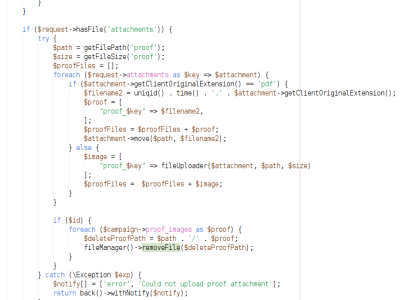 }
}
if ($request->hasFile('attachments')) {
try {
$path = getFilePath('proof');
$size = getFileSize('proof');
$proofFiles = [];
foreach ($request->attachments as $key => $attachment) {
if ($attachment->getClientOriginalExtension() == 'pdf') {
$filename2 = uniqid() . time() . '.' . $attachment->getClientOriginalExtension();
$proof = [
"proof_$key" => $filename2,
];
$proofFiles = $proofFiles + $proof;
$attachment->move($path, $filename2);
} else {
$image = [
"proof_$key" => fileUploader($attachment, $path, $size)
];
$proofFiles =  $proofFiles + $image;
}
}
if ($id) {
foreach ($campaign->proof_images as $proof) {
$deleteProofPath = $path . '/' . $proof;
fileManager()->removeFile($deleteProofPath);
}
}
} catch (\Exception $exp) {
$notify[] = ['error', 'Could not upload proof attachment'];
return back()->withNotify($notify);